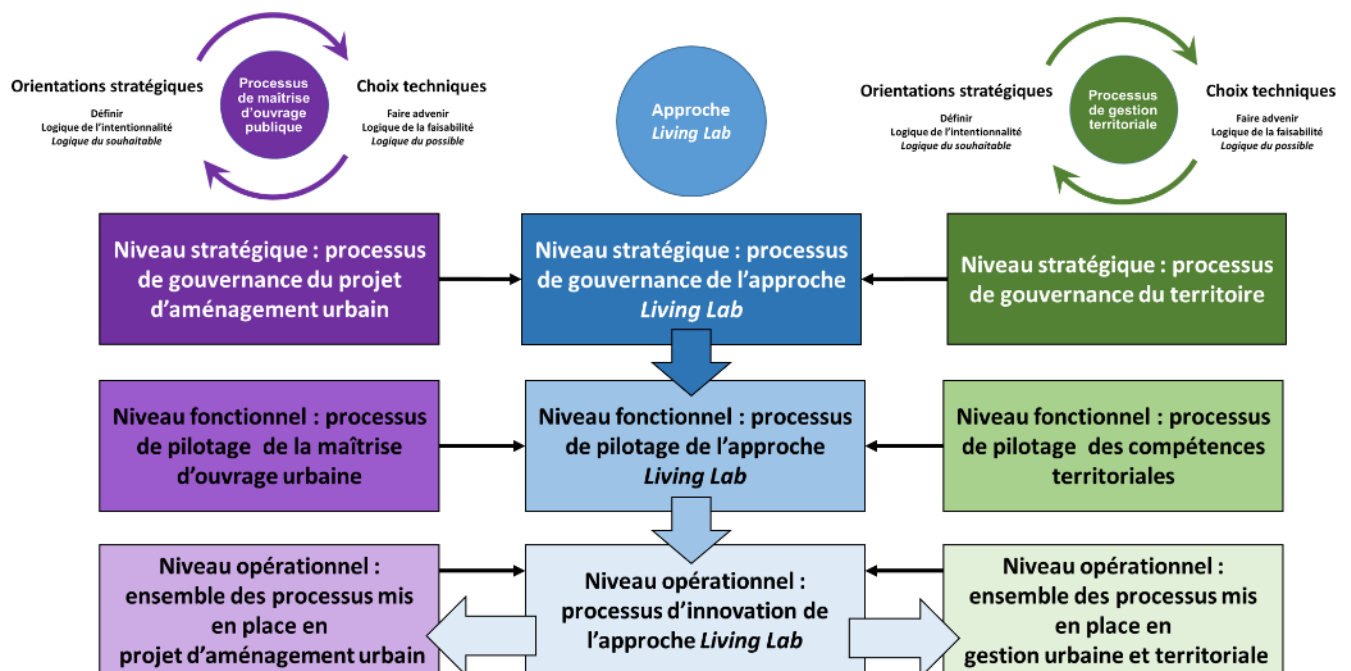 Orientations stratégiques
Définir
Logique de l'intentionnalité
Logique du souhaitable
Processus
de maîtrise
d'ouvrage
publique
Choix techniques
Faire advenir
Logique de la faisabilité
Logique du possible
Approche
Living Lab
Orientations stratégiques
Définir
Logique de l'intentionnalité
Logique du souhaitable
Processus
de gestion
territoriale
Choix techniques
Faire advenir
Logique de la faisabilité
Logique du possible
Niveau stratégique : processus
de gouvernance du projet
d'aménagement urbain
Niveau stratégique : processus
de gouvernance de l'approche
Living Lab
Niveau stratégique : processus
de gouvernance du territoire
Niveau fonctionnel : processus
de pilotage de la maîtrise
d'ouvrage urbaine
Niveau fonctionnel : processus
de pilotage de l'approche
Living Lab
Niveau fonctionnel : processus
de pilotage des compétences
territoriales
Niveau opérationnel :
ensemble des processus mis
en place en
projet d'aménagement urbain
Niveau opérationnel :
processus d'innovation de
l'approche Living Lab
Niveau opérationnel :
ensemble des processus mis
en place en
gestion urbaine et territoriale